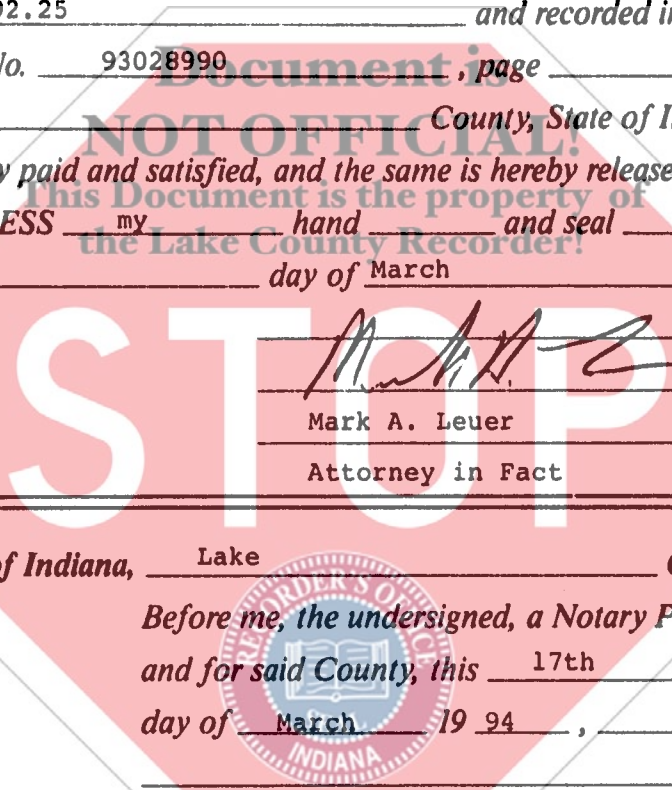 02.25 and recorded i
No. 93028990 , page
Document is
County, State of I
NOT OFFICIAL!
y paid and satisfied, and the same is hereby release
This Document is the property of
ESS my hand and seal
the Lake County Recorder!
day of March
STOP
Mark A. Leuer
Attorney in Fact
of Indiana, Lake C
Before me, the undersigned, a Notary P
and for said County, this 17th
day of March 19 94 ,
RECORDER'S OFFICE
INDIANA